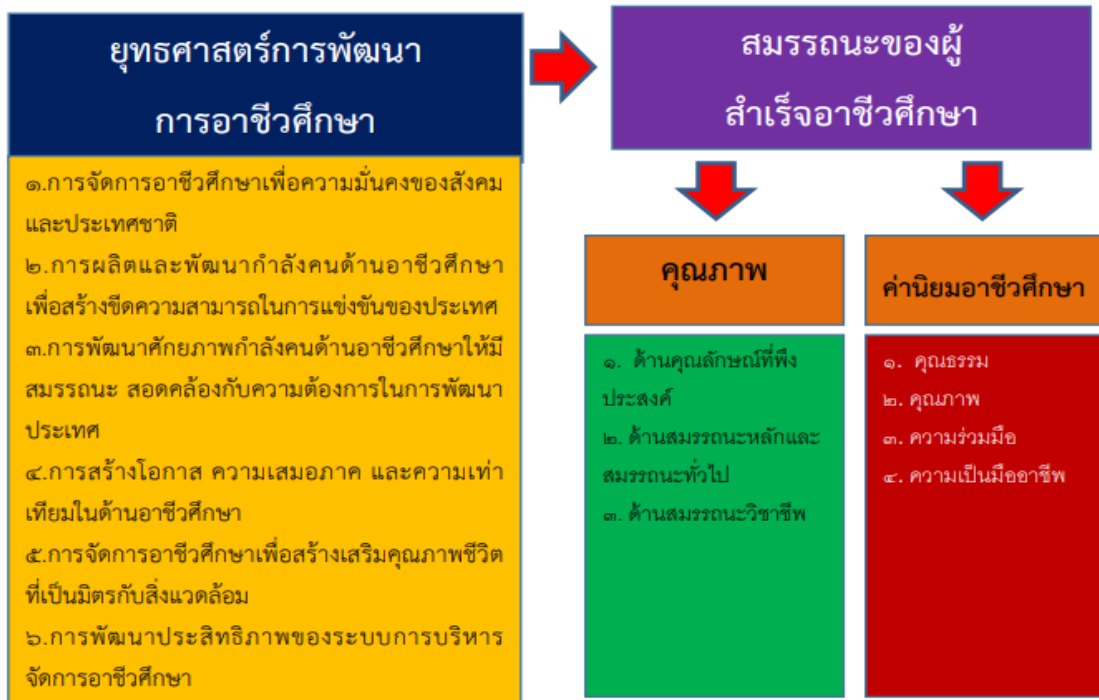 ยุทธศาสตร์การพัฒนา
การอาชีวศึกษา
๑.การจัดการอาชีวศึกษาเพื่อความมั่นคงของสังคม
และประเทศชาติ
๒.การผลิตและพัฒนากำลังคนด้านอาชีวศึกษา
เพื่อสร้างขีดความสามารถในการแข่งขันของประเทศ
๓.การพัฒนาศักยภาพกำลังคนด้านอาชีวศึกษาให้มี
สมรรถนะ สอดคล้องกับความต้องการในการพัฒนา
ประเทศ
๔.การสร้างโอกาส ความเสมอภาค และความเท่า
เทียมในด้านอาชีวศึกษา
๕.การจัดการอาชีวศึกษาเพื่อสร้างเสริมคุณภาพชีวิต
ที่เป็นมิตรกับสิ่งแวดล้อม
๖.การพัฒนาประสิทธิภาพของระบบการบริหาร
จัดการอาชีวศึกษา
สมรรถนะของผู้
สำเร็จอาชีวศึกษา
คุณภาพ
๑. ด้านคุณลักษณ์ที่พึง
ประสงค์
๒. ด้านสมรรถนะหลักและ
สมรรถนะทั่วไป
๓. ด้านสมรรถนะวิชาชีพ
ค่านิยมอาชีวศึกษา
๑. คุณธรรม
๒. คุณภาพ
๓. ความร่วมมือ
๔. ความเป็นมืออาชีพ